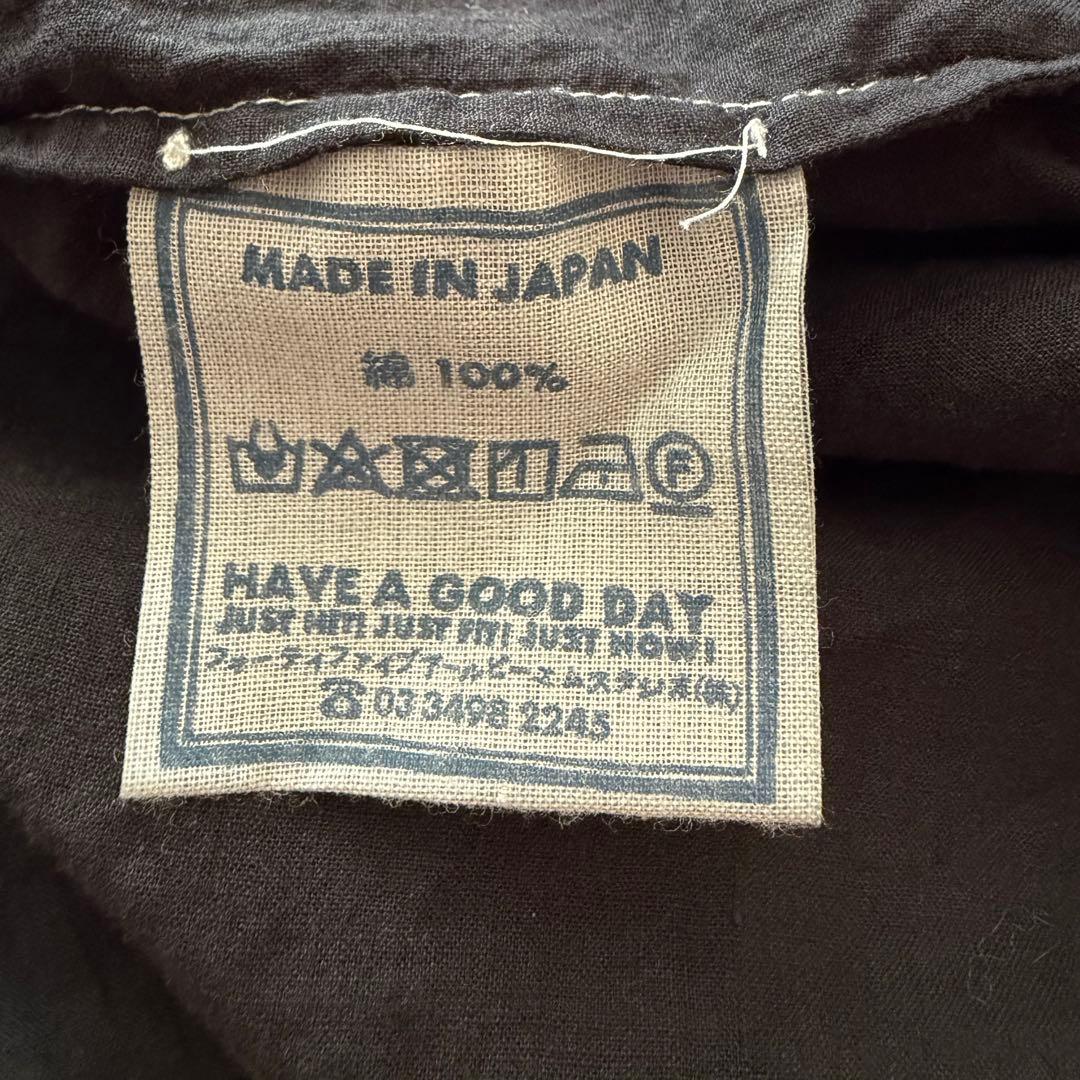 MADE IN JAPAN
綿 100%
F
HAVE A GOOD DAY
JUST HIT! JUST FIT! JUST NOW!
フォーティファイブアールピーエムスタジオ(株)
☎ 03 3498 2245